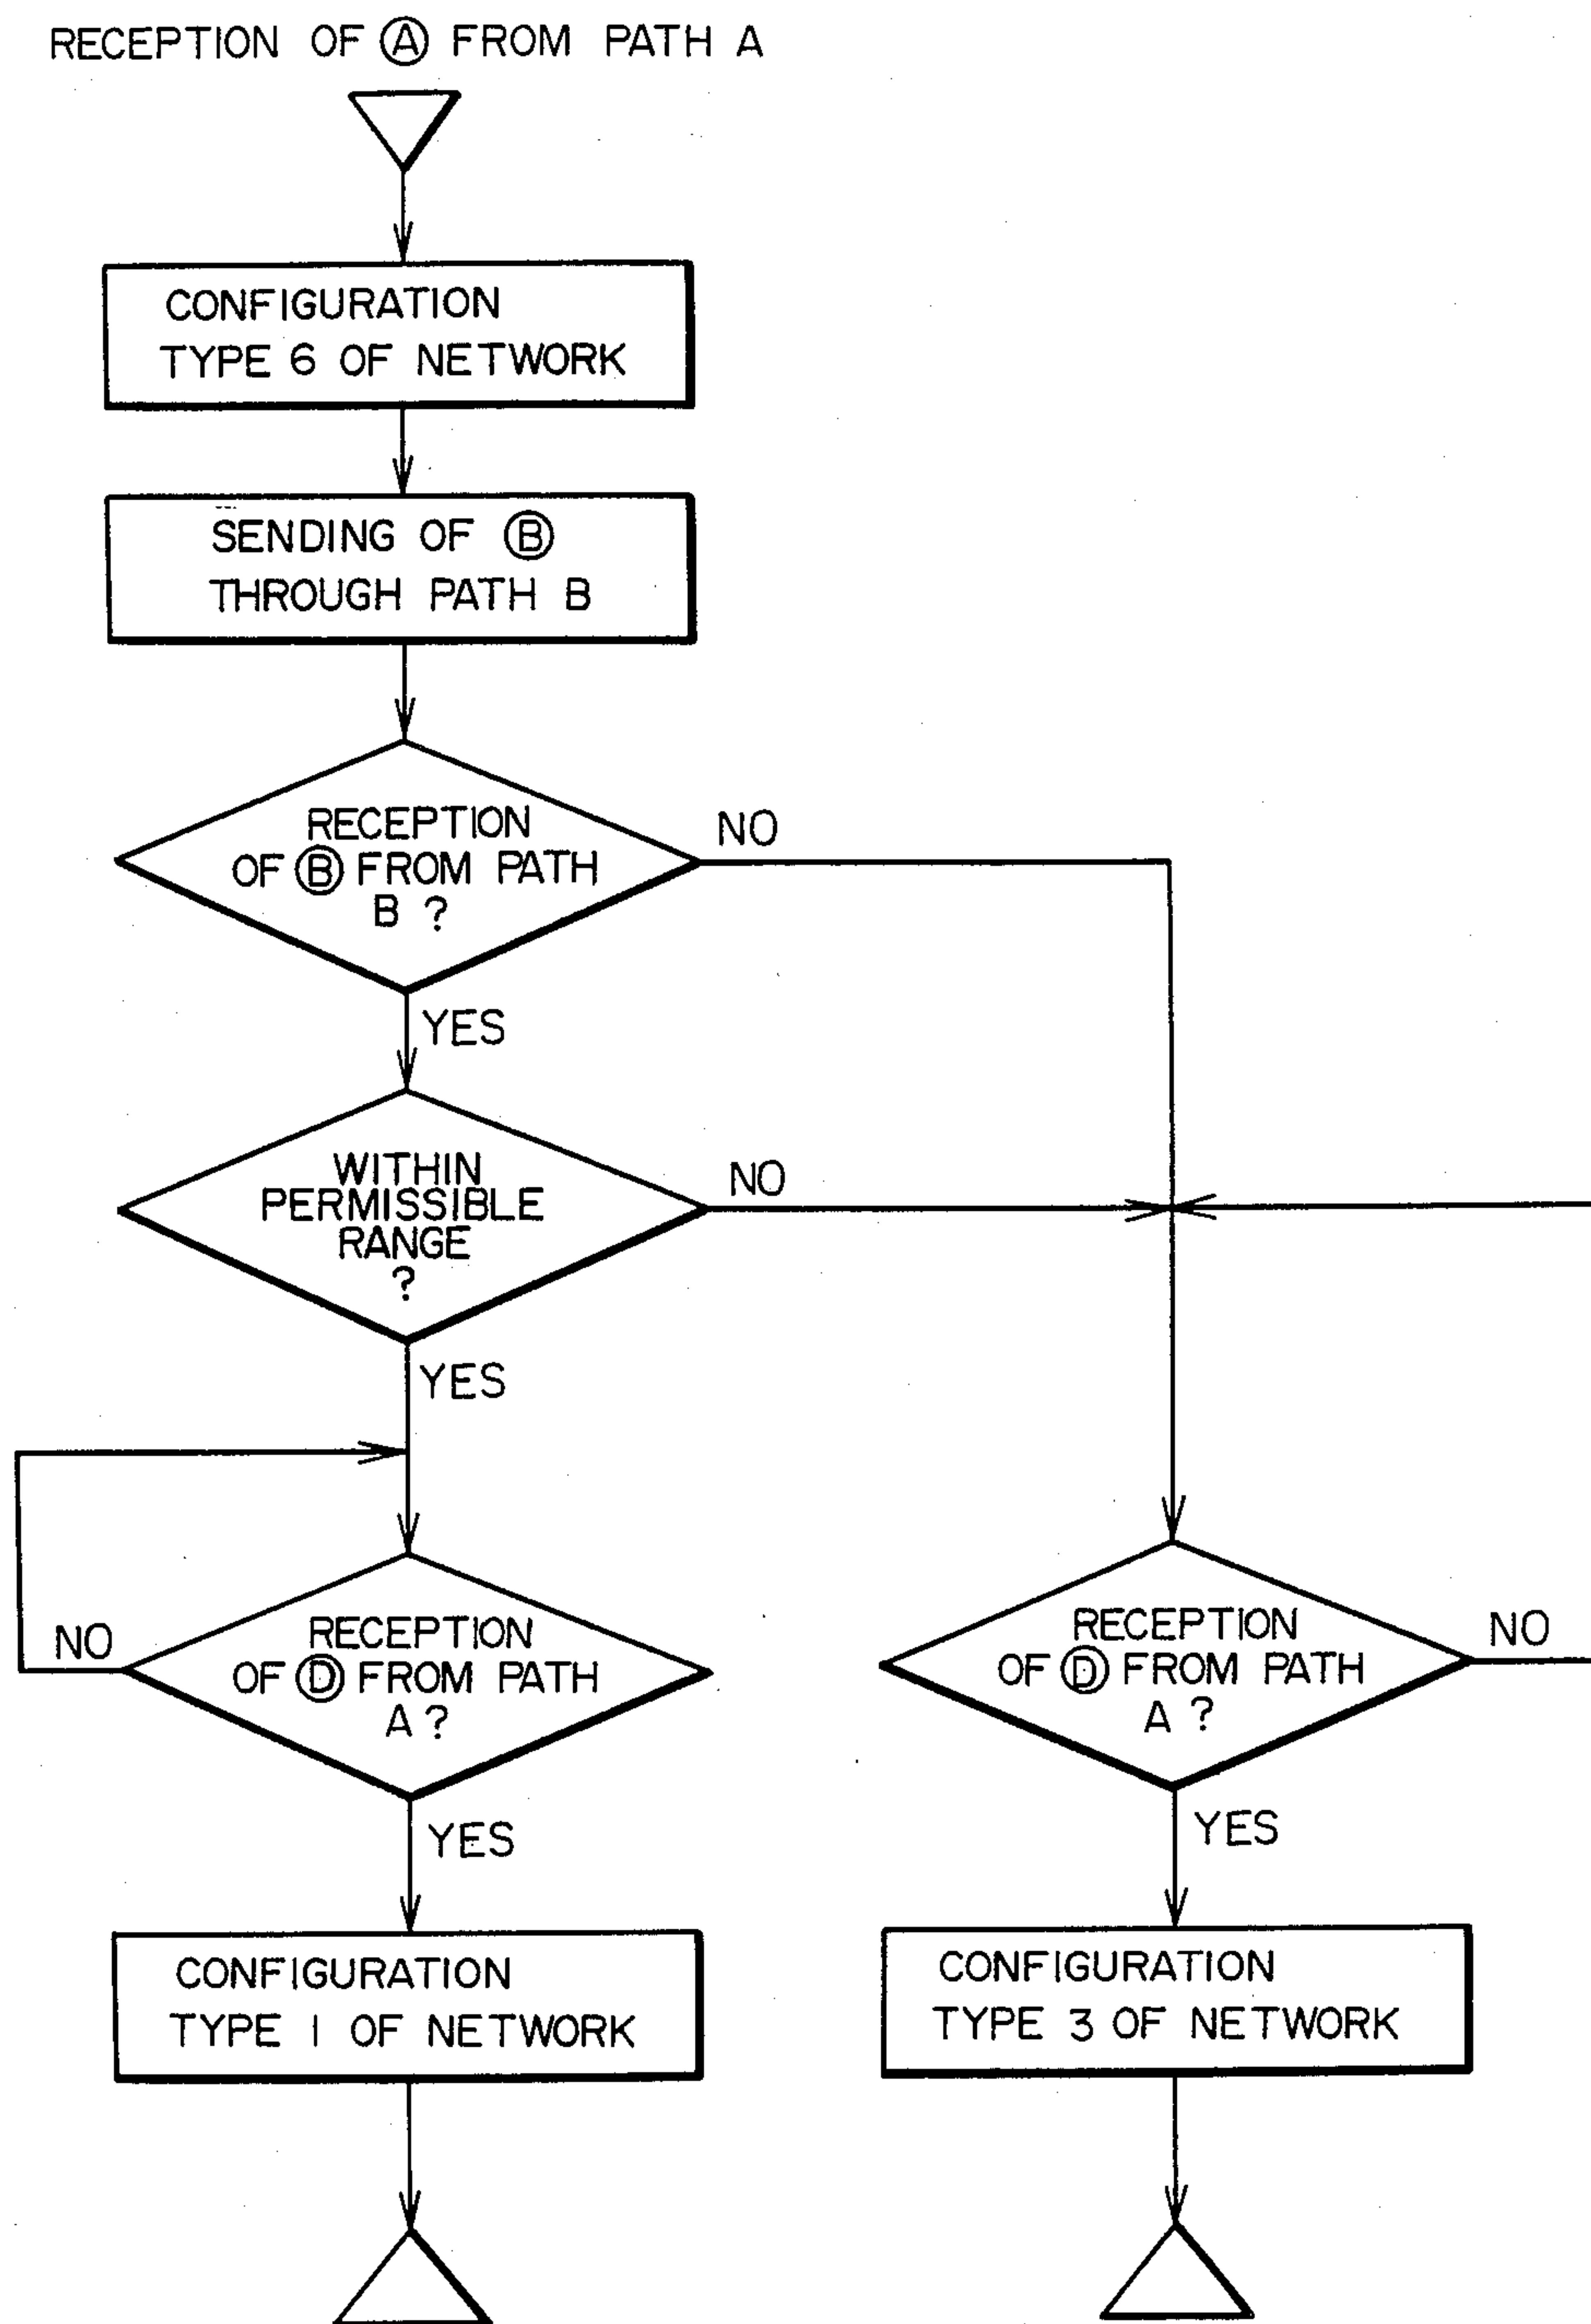 RECEPTION OF Ⓐ FROM PATH A
CONFIGURATION
TYPE 6 OF NETWORK
SENDING OF Ⓑ
THROUGH PATH B
RECEPTION
OF Ⓑ FROM PATH
B ?
NO
YES
WITHIN
PERMISSIBLE
RANGE
?
NO
YES
RECEPTION
OF Ⓓ FROM PATH
A ?
NO
YES
RECEPTION
OF Ⓓ FROM PATH
A ?
NO
YES
CONFIGURATION
TYPE 1 OF NETWORK
CONFIGURATION
TYPE 3 OF NETWORK